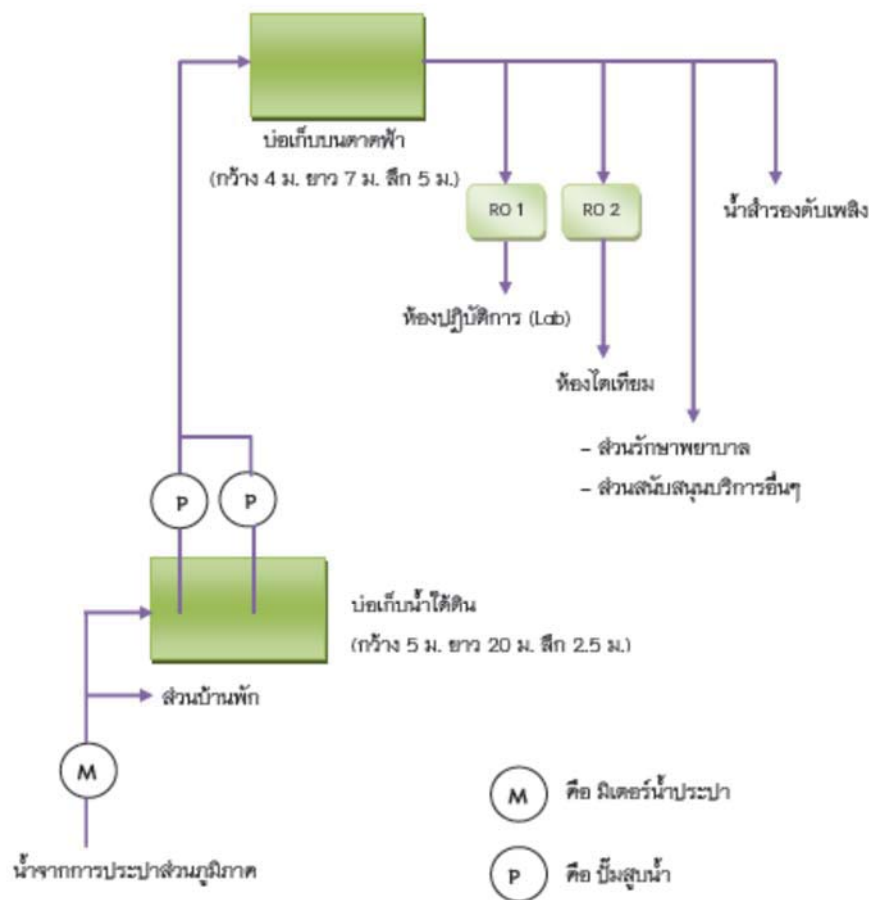 บ่อเก็บบนดาดฟ้า
(กว้าง 4 ม. ยาว 7 ม. ลึก 5 ม.)
RO 1
RO 2
น้ำสำรองดับเพลิง
ห้องปฏิบัติการ (Lab)
ห้องไตเทียม
- ส่วนรักษาพยาบาล
- ส่วนสนับสนุนบริการอื่นๆ
P
P
บ่อเก็บน้ำใต้ดิน
(กว้าง 5 ม. ยาว 20 ม. ลึก 2.5 ม.)
ส่วนบ้านพัก
M
น้ำจากการประปาส่วนภูมิภาค
M
คือ มิเตอร์น้ำประปา
P
คือ ปั๊มสูบน้ำ